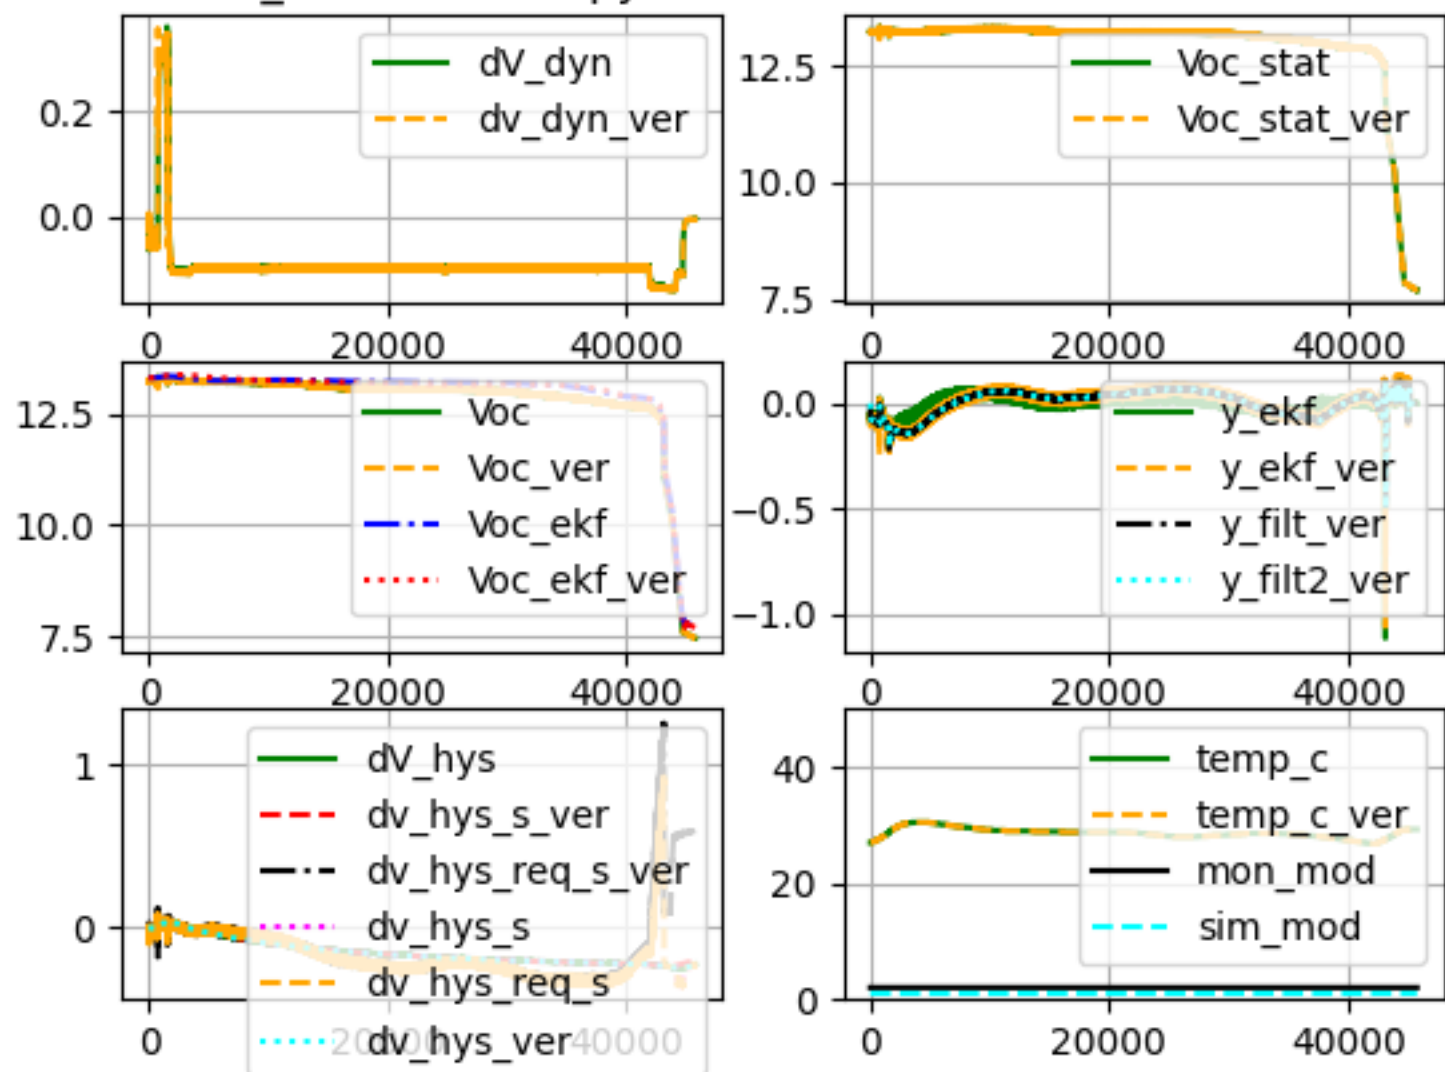 0.2
0.0
dV_dyn
dv_dyn_ver
0
20000
40000
12.5
10.0
7.5
Voc_stat
Voc_stat_ver
0
20000
40000
12.5
10.0
7.5
Voc
Voc_ver
Voc_ekf
Voc_ekf_ver
0
20000
40000
0.0
−0.5
−1.0
y_ekf
y_ekf_ver
y_filt_ver
y_filt2_ver
0
20000
40000
1
0
dV_hys
dv_hys_s_ver
dv_hys_req_s_ver
dv_hys_s
dv_hys_req_s
dv_hys_ver
0
20000
40000
40
20
0
temp_c
temp_c_ver
mon_mod
sim_mod
0
20000
40000